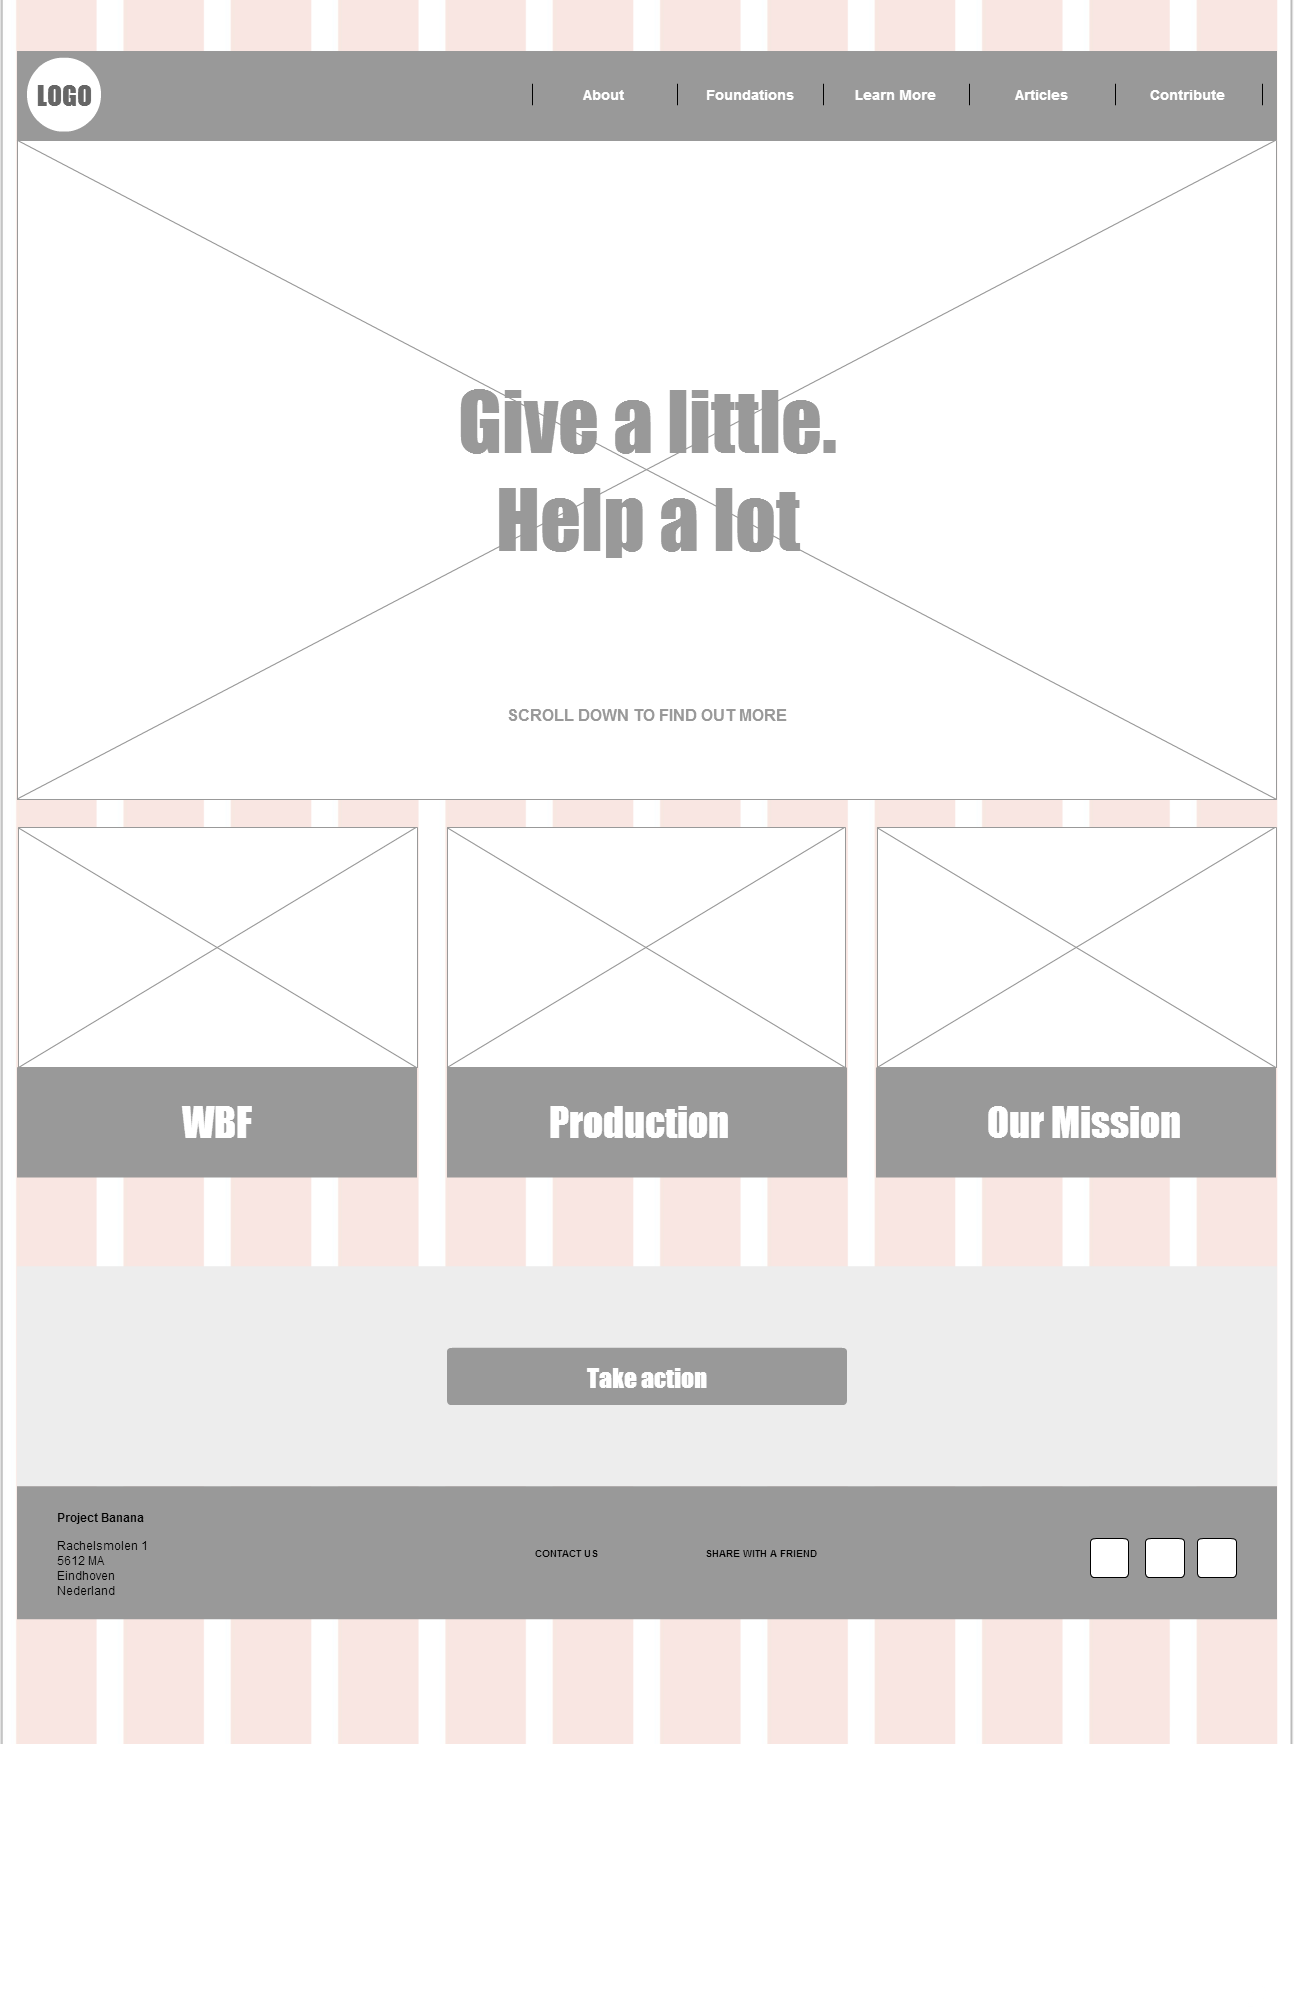 LOGO
About
Foundations
Learn More
Articles
Contribute
Give a little.
Help a lot
SCROLL DOWN TO FIND OUT MORE
WBF
Production
Our Mission
Take action
Project Banana
Rachelsmolen 1
5612 MA
Eindhoven
Nederland
CONTACT US
SHARE WITH A FRIEND